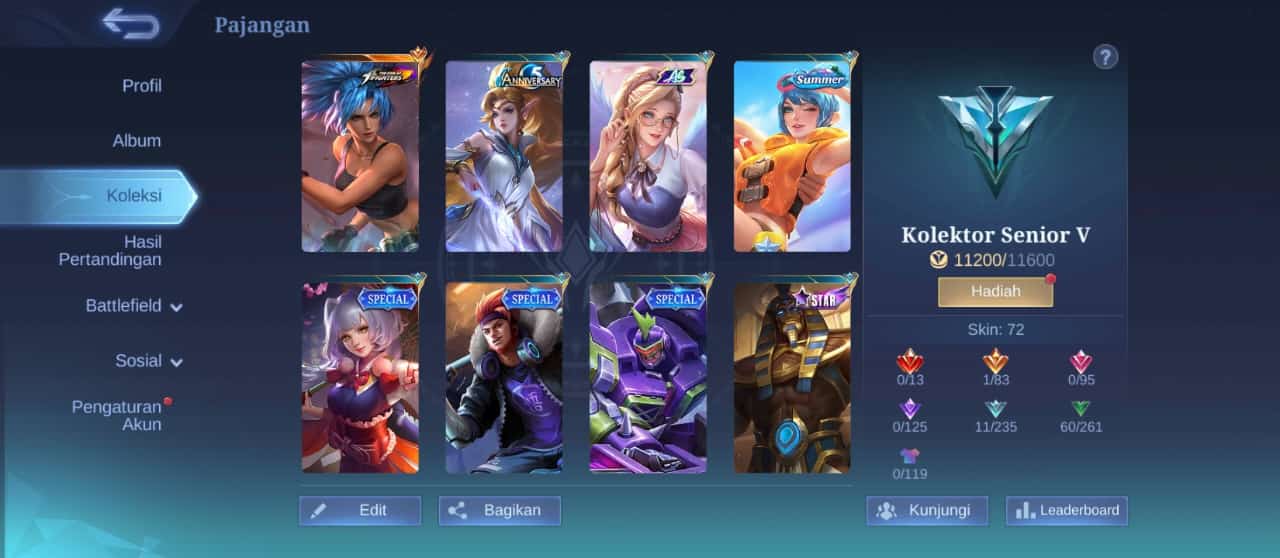 Pajangan
Profil
Album
Koleksi
Hasil
Pertandingan
Battlefield
Sosial
Pengaturan
Akun
THE KING OF
FIGHTERS
5
ANNIVERSARY
Summer
SPECIAL
SPECIAL
SPECIAL
STAR
Edit
Bagikan
?
Kolektor Senior V
11200/11600
Hadiah
Skin: 72
0/13
1/83
0/95
0/125
11/235
60/261
0/119
Kunjungi
Leaderboard